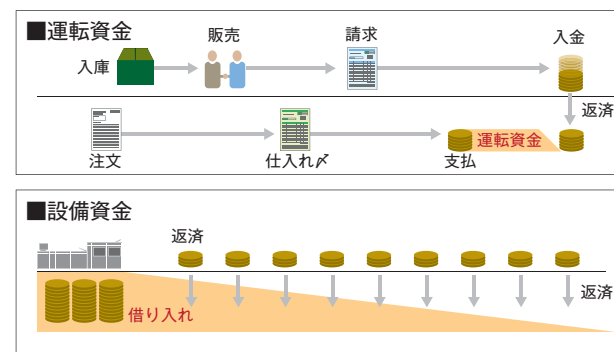 ■運転資金
入庫
販売
請求
入金
返済
注文
仕入れ〆
支払
運転資金
■設備資金
返済
返済
借り入れ